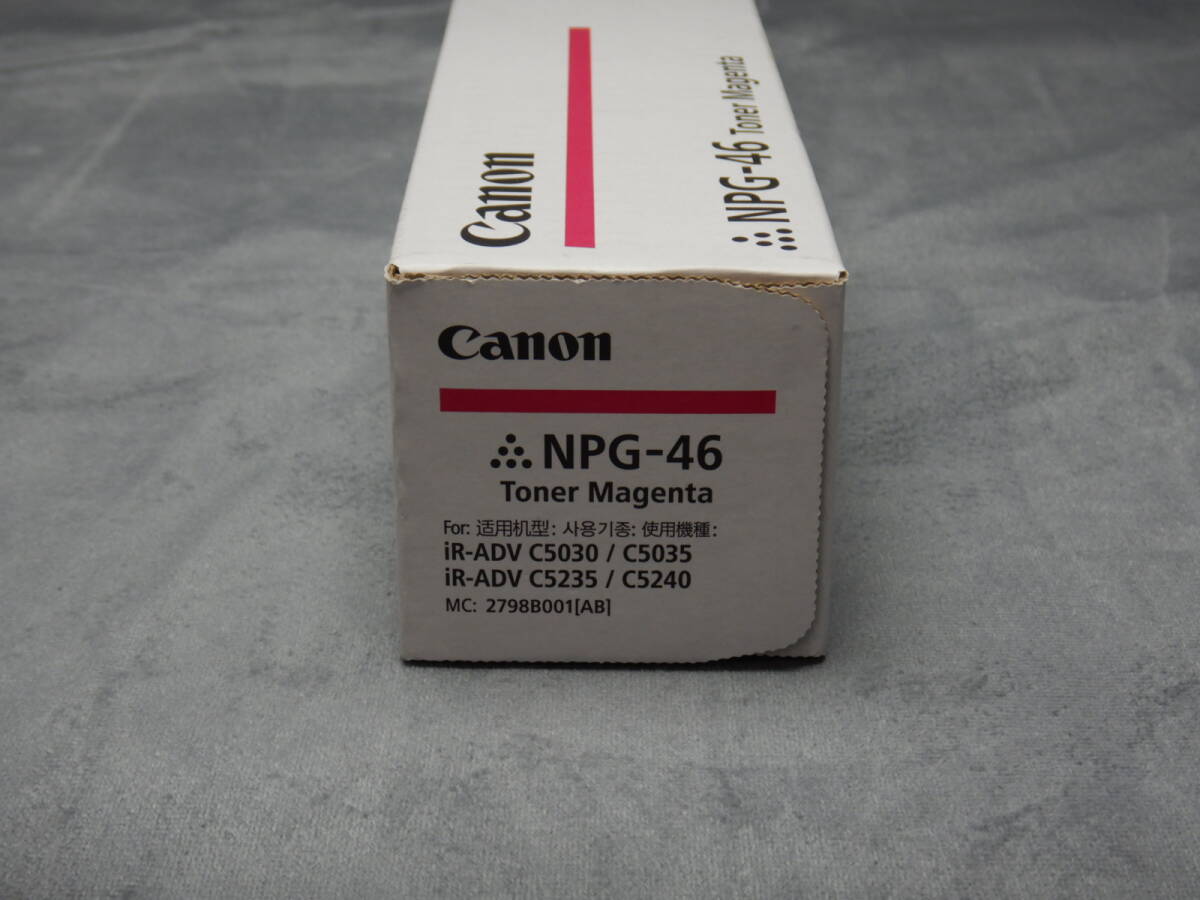 Canon
NPG-46 Toner Magenta
Canon
NPG-46
Toner Magenta
For: 适用机型: 사용기종: 使用機種:
iR-ADV C5030 / C5035
iR-ADV C5235 / C5240
MC: 2798B001[AB]